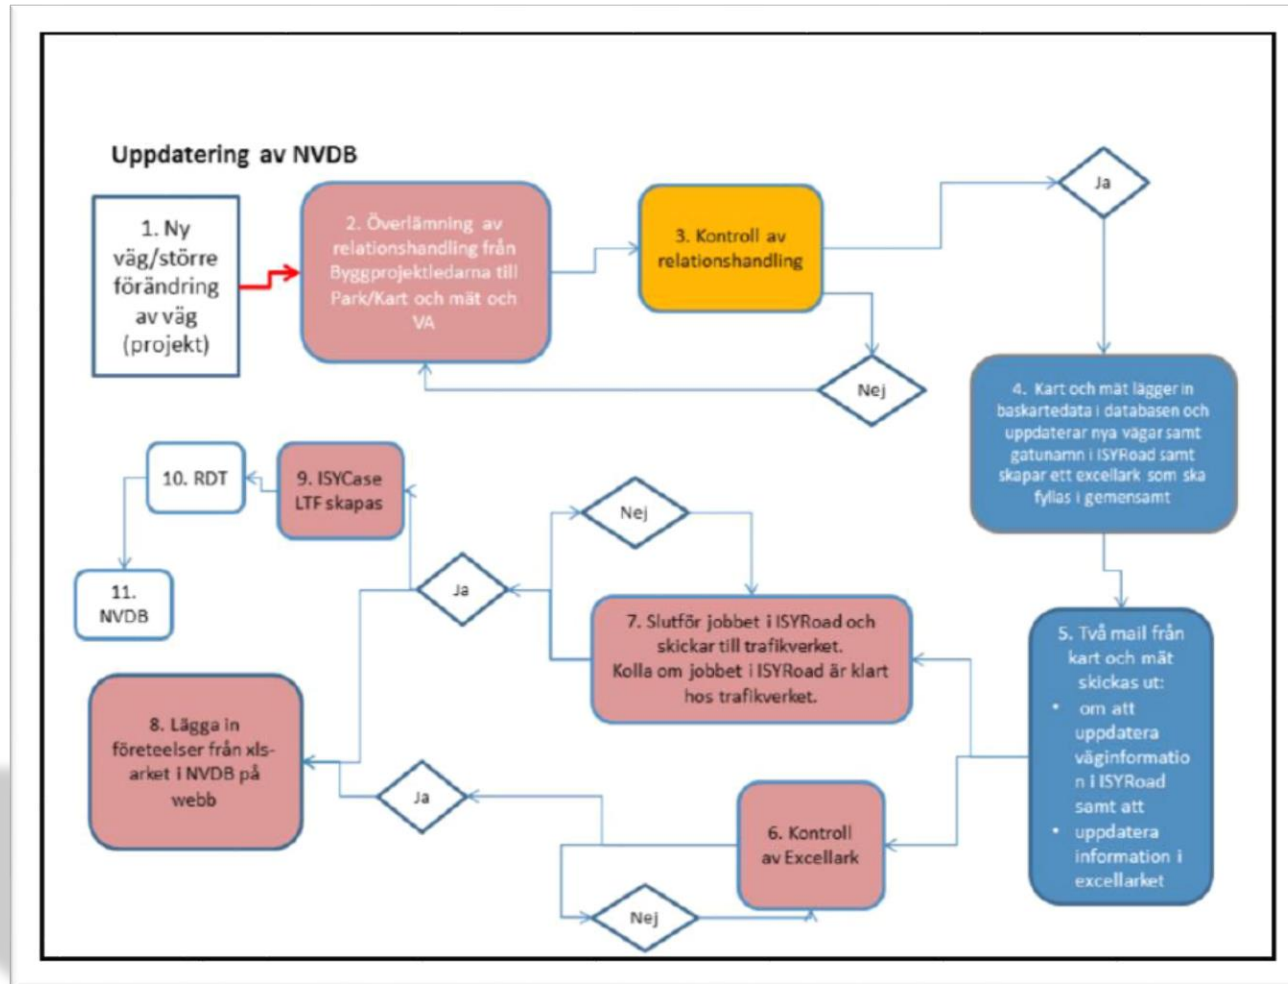 Uppdatering av NVDB
1. Ny
väg/större
förändring
av väg
(projekt)
2. Överlämning av
relationshandling från
Byggprojektledarna till
Park/Kart och mät och
VA
3. Kontroll av
relationshandling
Ja
Nej
4. Kart och mät lägger in
baskartedata i databasen och
uppdaterar nya vägar samt
gatunamn i ISYRoad samt
skapar ett excellark som ska
fyllas i gemensamt
10. RDT
9. ISYCase
LTF skapas
Nej
Ja
11.
NVDB
7. Slutför jobbet i ISYRoad och
skickar till trafikverket.
Kolla om jobbet i ISYRoad är klart
hos trafikverket.
5. Två mail från
kart och mät
skickas ut:
• om att
uppdatera
väginformatio
n i ISYRoad
samt att
• uppdatera
information i
excellarket
8. Lägga in
företeelser från xls-
arket i NVDB på
webb
Ja
6. Kontroll
av Excellark
Nej